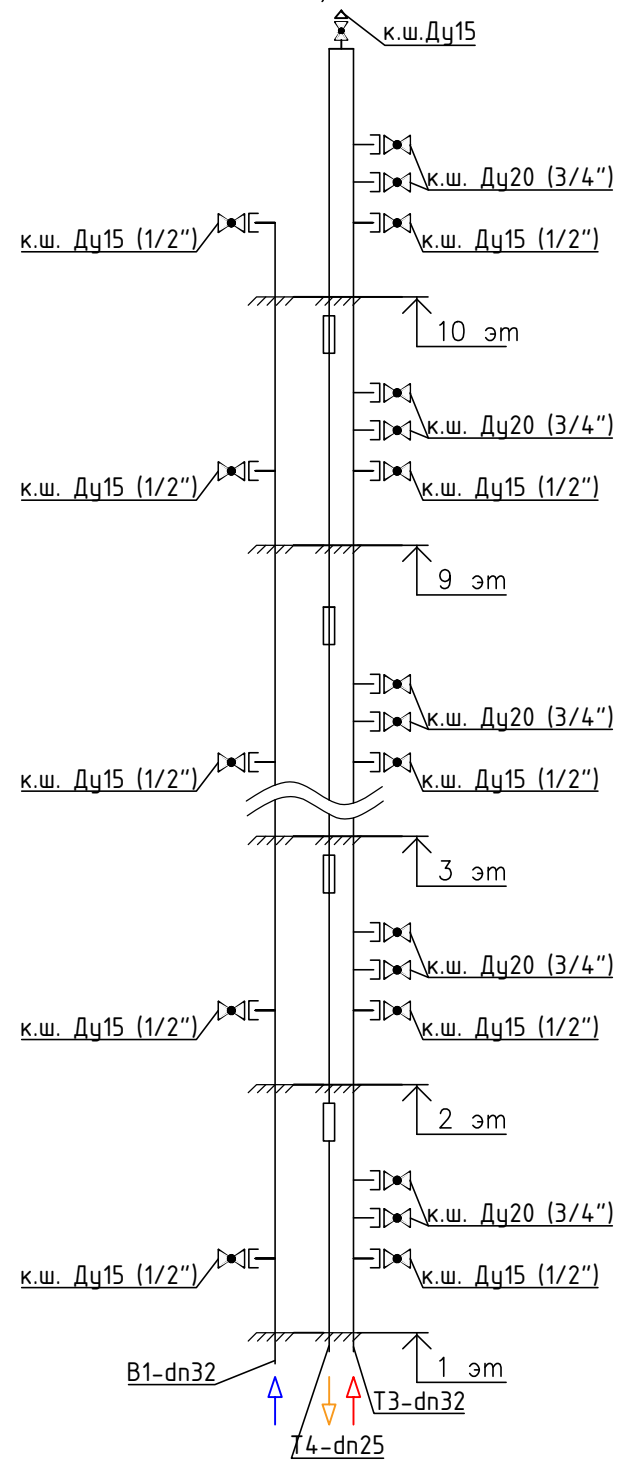 к.ш.Ду15
к.ш. Ду20 (3/4")
к.ш. Ду15 (1/2")
к.ш. Ду15 (1/2")
10 эт
к.ш. Ду20 (3/4")
к.ш. Ду15 (1/2")
к.ш. Ду15 (1/2")
9 эт
к.ш. Ду20 (3/4")
к.ш. Ду15 (1/2")
к.ш. Ду15 (1/2")
3 эт
к.ш. Ду20 (3/4")
к.ш. Ду15 (1/2")
к.ш. Ду15 (1/2")
2 эт
к.ш. Ду20 (3/4")
к.ш. Ду15 (1/2")
к.ш. Ду15 (1/2")
1 эт
В1-dn32
Т3-dn32
Т4-dn25